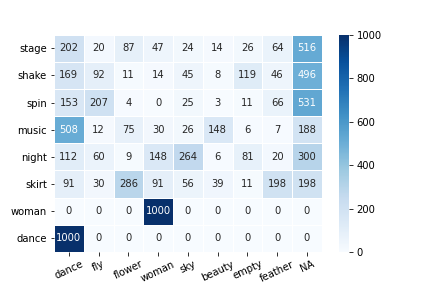 stage 202 20 87 47 24 14 26 64 516
shake 169 92 11 14 45 8 119 46 496
spin 153 207 4 0 25 3 11 66 531
music 508 12 75 30 26 148 6 7 188
night 112 60 9 148 264 6 81 20 300
skirt 91 30 286 91 56 39 11 198 198
woman 0 0 0 1000 0 0 0 0 0
dance 1000 0 0 0 0 0 0 0 0
dance fly flower woman sky beauty empty feather NA
1000
800
600
400
200
0